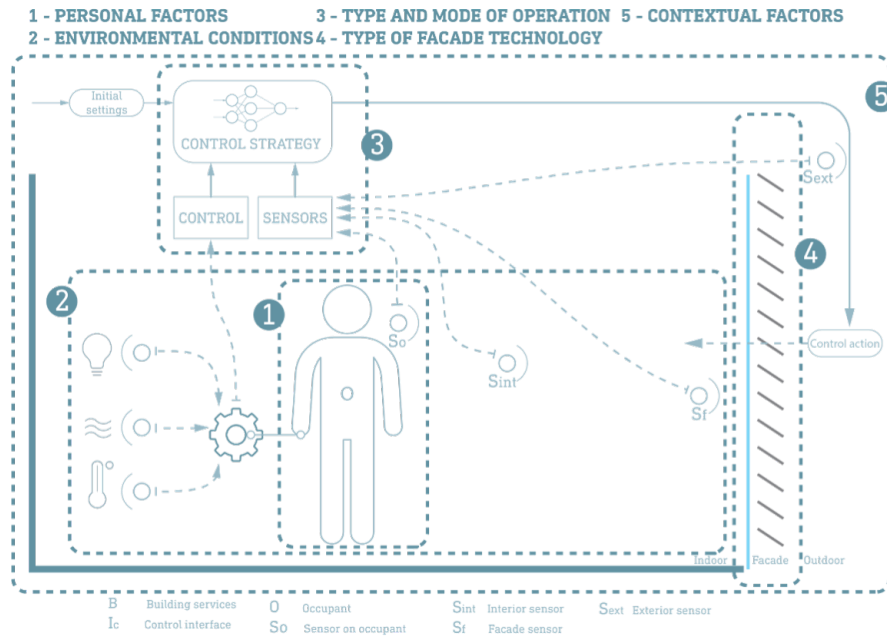 1 - PERSONAL FACTORS 3 - TYPE AND MODE OF OPERATION 5 - CONTEXTUAL FACTORS
2 - ENVIRONMENTAL CONDITIONS 4 - TYPE OF FACADE TECHNOLOGY
Initial
settings
CONTROL STRATEGY
5
3
Sext
CONTROL SENSORS
4
2
1
So
Control action
Sint
O
Sf
Indoor Facade Outdoor
B Building services O Occupant Sint Interior sensor Sext Exterior sensor
Ic Control interface So Sensor on occupant Sf Facade sensor